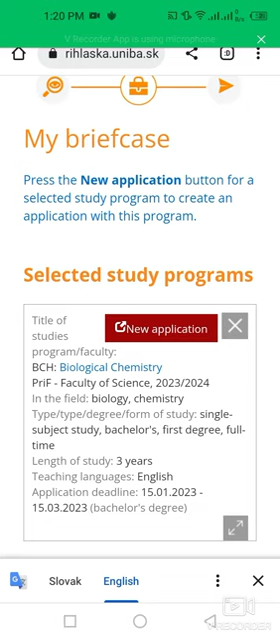 1:20 PM
V Recorder App is using microphone
rihlaska.uniba.sk
:D
My briefcase
Press the New application button for a
selected study program to create an
application with this program.
Selected study programs
Title of
studies
program/faculty:
New application
BCH: Biological Chemistry
PriF - Faculty of Science, 2023/2024
In the field: biology, chemistry
Type/type/degree/form of study: single-
subject study, bachelor's, first degree, full-
time
Length of study: 3 years
Teaching languages: English
Application deadline: 15.01.2023 -
15.03.2023 (bachelor's degree)
Slovak
English
RECORDER